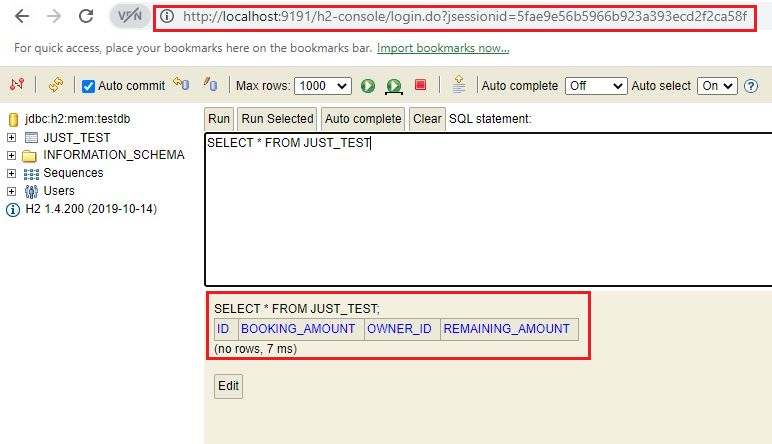 VPN http://localhost:9191/h2-console/login.do?jsessionid=5fae9e56b5966b923a393ecd2f2ca58f
For quick access, place your bookmarks here on the bookmarks bar. Import bookmarks now...
Auto commit Max rows: 1000 Auto complete Off Auto select On
jdbc:h2:mem:testdb
JUST_TEST
INFORMATION_SCHEMA
Sequences
Users
H2 1.4.200 (2019-10-14)
Run Run Selected Auto complete Clear SQL statement:
SELECT * FROM JUST_TEST
SELECT * FROM JUST_TEST;
ID BOOKING_AMOUNT OWNER_ID REMAINING_AMOUNT
(no rows, 7 ms)
Edit